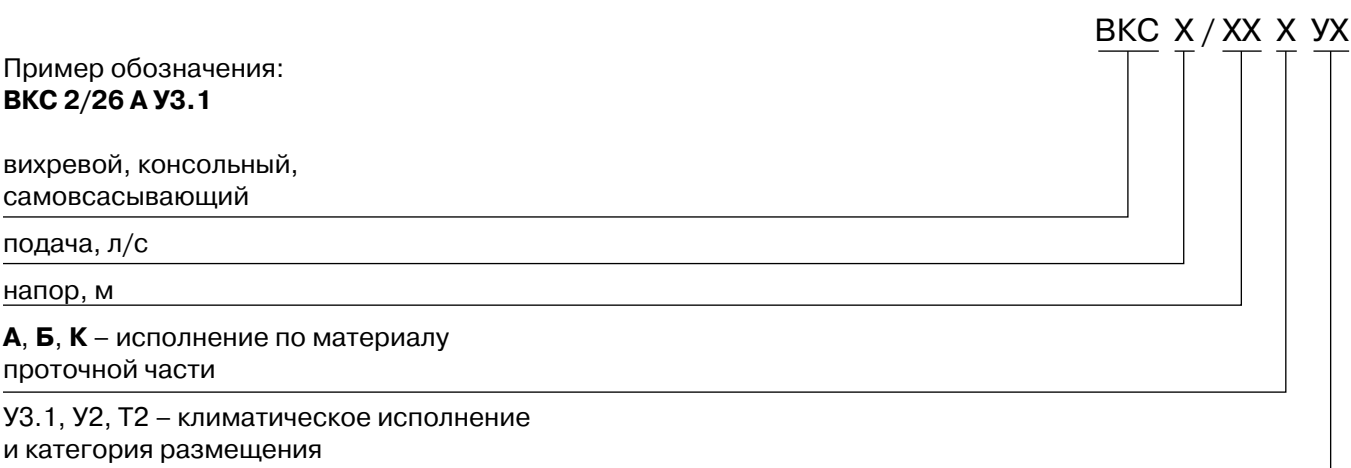 ВКС Х / ХХ Х УХ
Пример обозначения:
ВКС 2/26 А У3.1
вихревой, консольный,
самовсасывающий
подача, л/с
напор, м
А, Б, К – исполнение по материалу
проточной части
У3.1, У2, Т2 – климатическое исполнение
и категория размещения